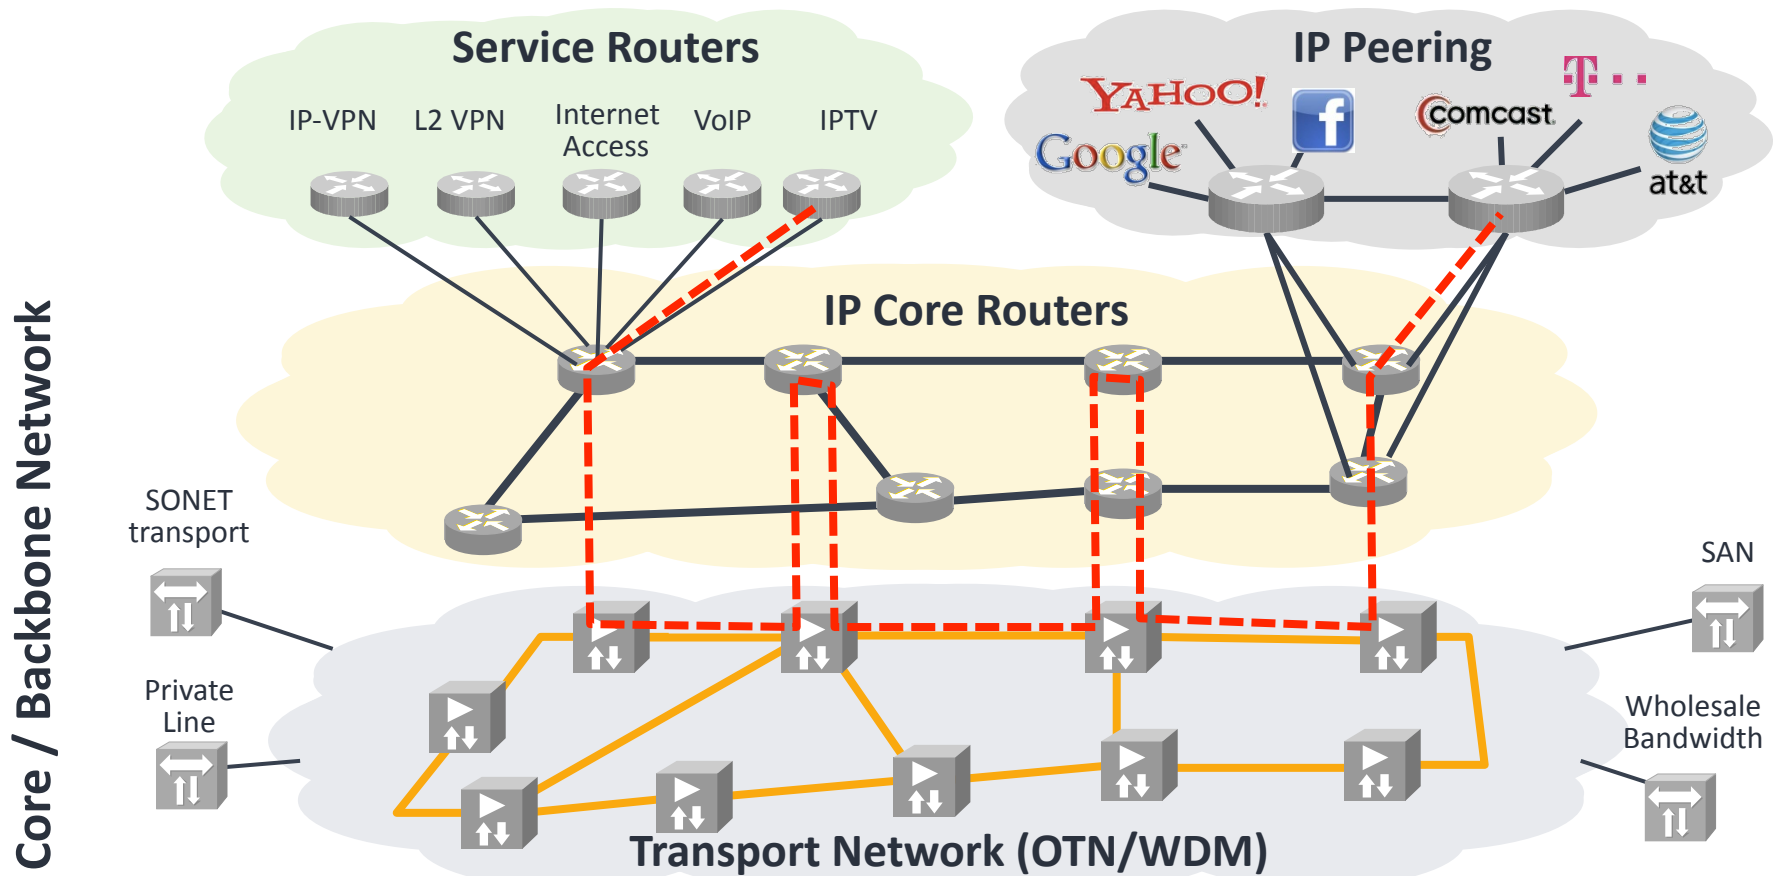 Service Routers
IP Peering
IP-VPN
L2 VPN
Internet
Access
VoIP
IPTV
YAHOO!
Google
f
Comcast.
T
at&t
IP Core Routers
Core / Backbone Network
SONET
transport
SAN
Private
Line
Wholesale
Bandwidth
Transport Network (OTN/WDM)